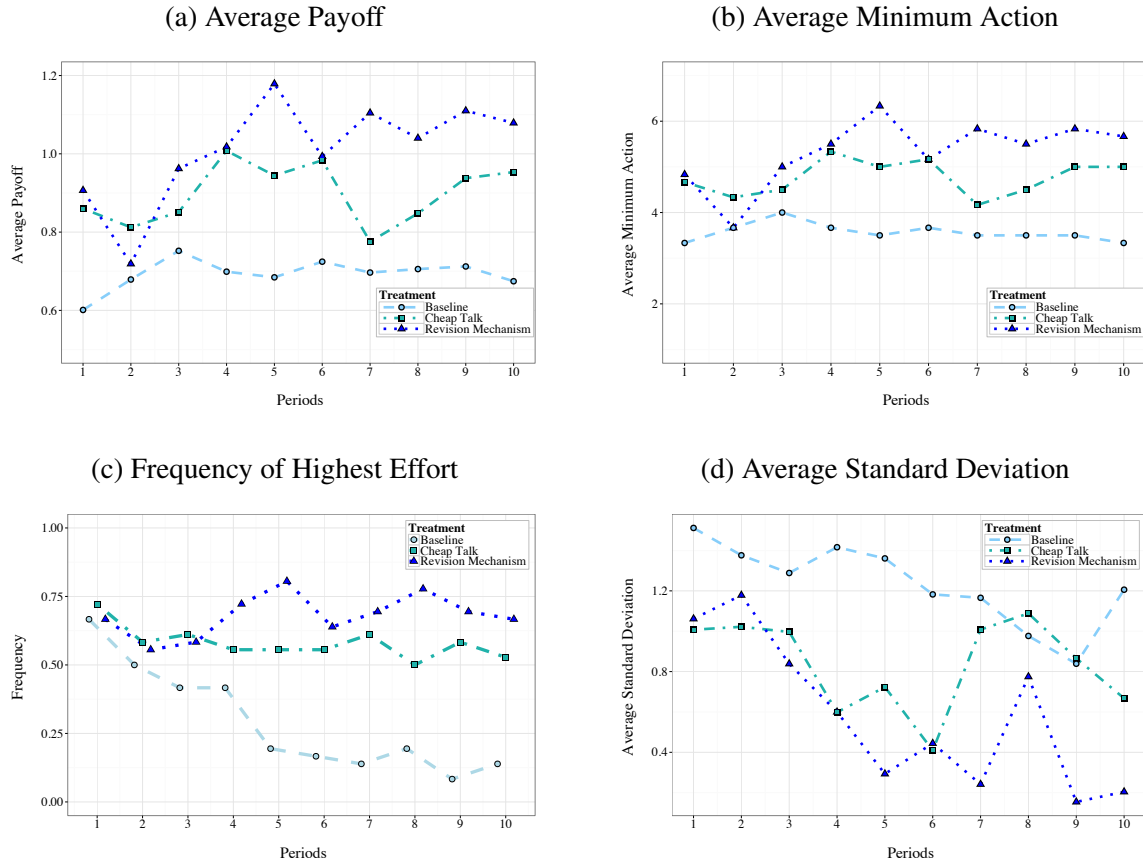 (a) Average Payoff
1.2
1.0
0.8
0.6
Average Payoff
Treatment
Baseline
Cheap Talk
Revision Mechanism
1 2 3 4 5 6 7 8 9 10
Periods
(b) Average Minimum Action
6
4
2
Average Minimum Action
Treatment
Baseline
Cheap Talk
Revision Mechanism
1 2 3 4 5 6 7 8 9 10
Periods
(c) Frequency of Highest Effort
1.00
0.75
0.50
0.25
0.00
Frequency
Treatment
Baseline
Cheap Talk
Revision Mechanism
1 2 3 4 5 6 7 8 9 10
Periods
(d) Average Standard Deviation
1.2
0.8
0.4
Average Standard Deviation
Treatment
Baseline
Cheap Talk
Revision Mechanism
1 2 3 4 5 6 7 8 9 10
Periods